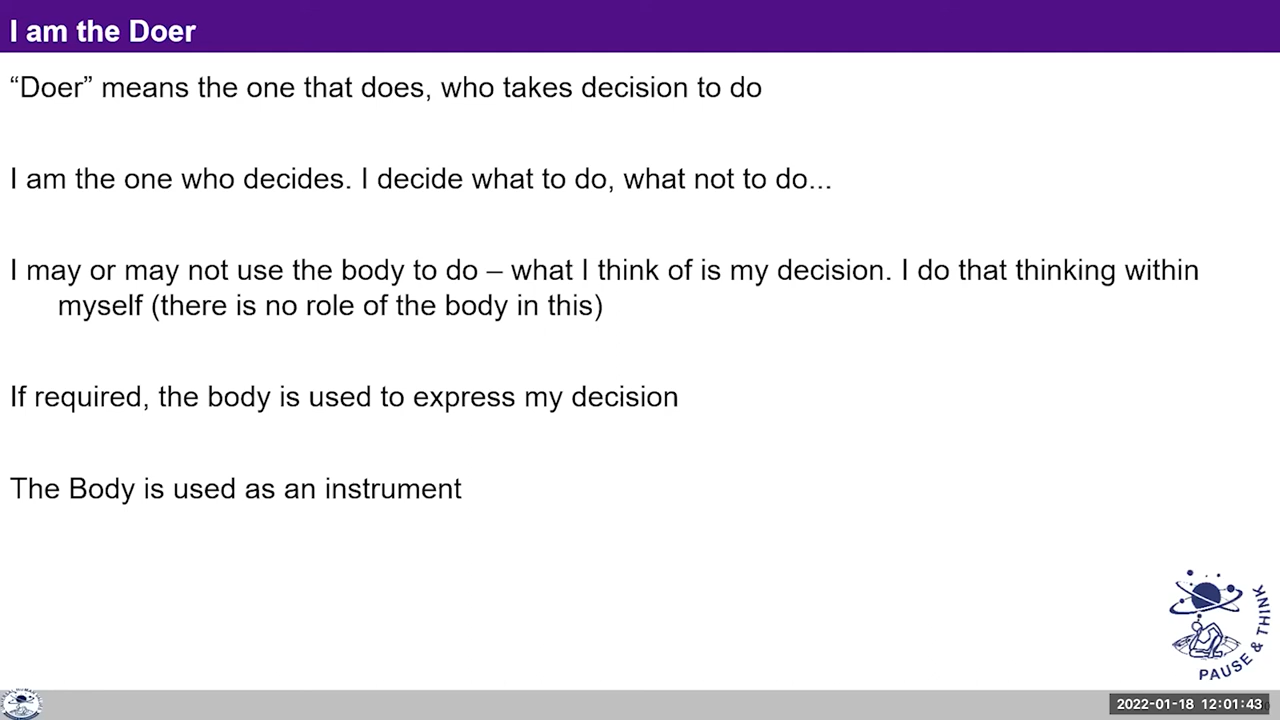 I am the Doer
“Doer” means the one that does, who takes decision to do
I am the one who decides. I decide what to do, what not to do...
I may or may not use the body to do – what I think of is my decision. I do that thinking within
myself (there is no role of the body in this)
If required, the body is used to express my decision
The Body is used as an instrument
PAUSE & THINK
2022-01-18 12:01:43